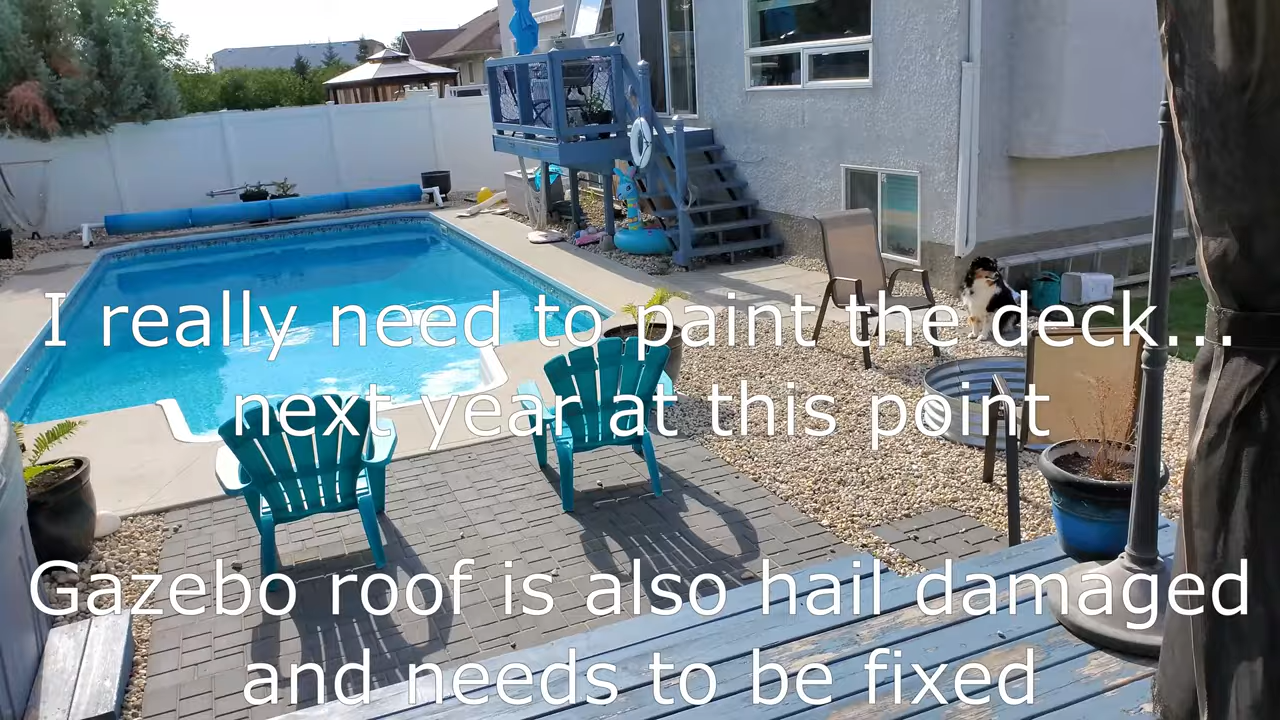 I really need to paint the deck...
next year at this point
Gazebo roof is also hail damaged
and needs to be fixed